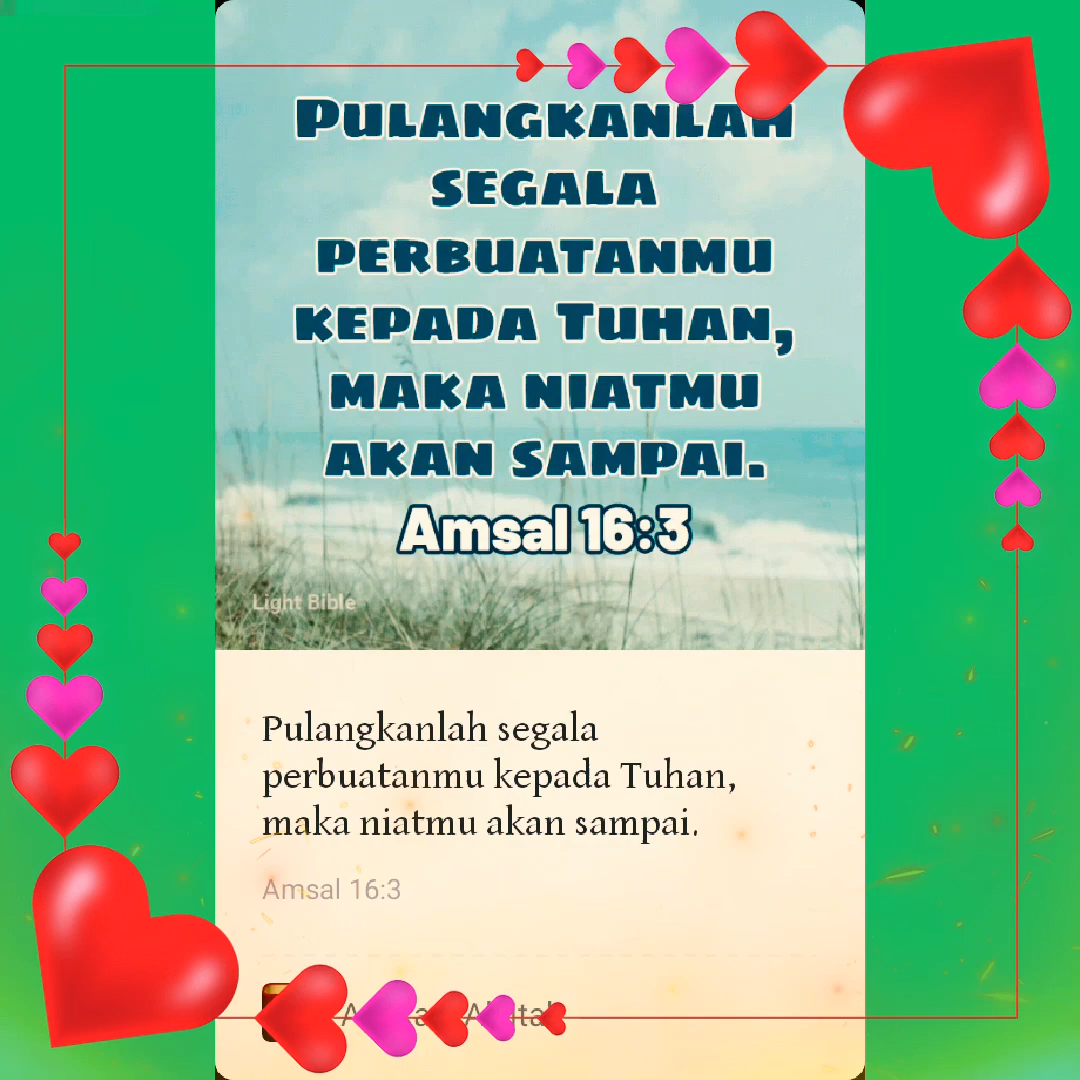 PULANGKANLAH
SEGALA
PERBUATANMU
KEPADA TUHAN,
MAKA NIATMU
AKAN SAMPAI.
Amsal 16:3
Light Bible
Pulangkanlah segala
perbuatanmu kepada Tuhan,
maka niatmu akan sampai.
Amsal 16:3